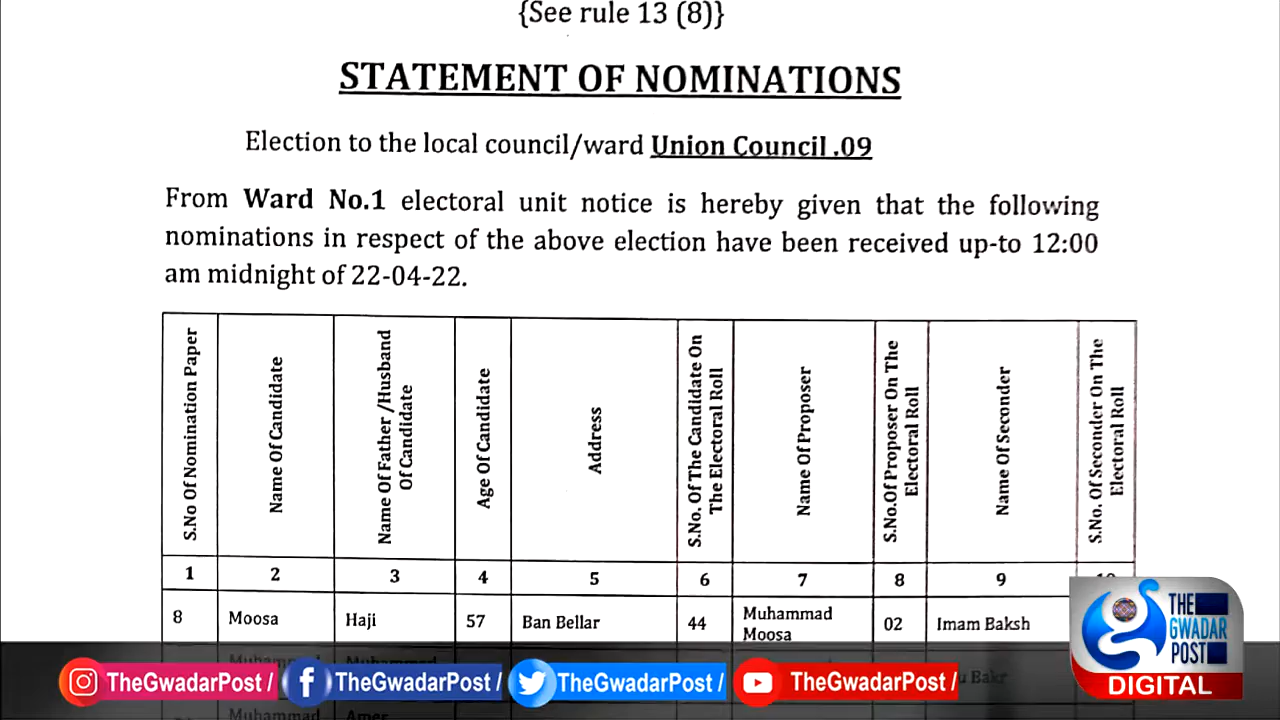 {See rule 13 (8)}
STATEMENT OF NOMINATIONS
Election to the local council/ward Union Council .09
From Ward No.1 electoral unit notice is hereby given that the following
nominations in respect of the above election have been received up-to 12:00
am midnight of 22-04-22.
S.No Of Nomination Paper
Name Of Candidate
Name Of Father /Husband
Of Candidate
Age Of Candidate
Address
S.No. Of The Candidate On
The Electoral Roll
Name Of Proposer
S.No.Of Proposer On The
Electoral Roll
Name Of Seconder
S.No. Of Seconder On The
Electoral Roll
1 2 3 4 5 6 7 8 9 10
8 Moosa Haji 57 Ban Bellar 44 Muhammad
Moosa 02 Imam Baksh
Muhammad Muhammad Bakr
Muhammad Amer
TheGwadarPost / TheGwadarPost / TheGwadarPost / TheGwadarPost /
THE
GWADAR
POST
DIGITAL